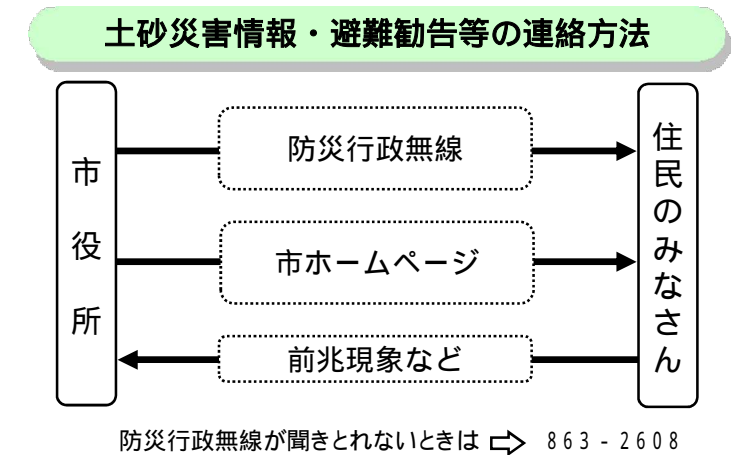 土砂災害情報・避難勧告等の連絡方法
市役所
防災行政無線
市ホームページ
前兆現象など
住民のみなさん
防災行政無線が聞きとれないときは ⇨ 863-2608